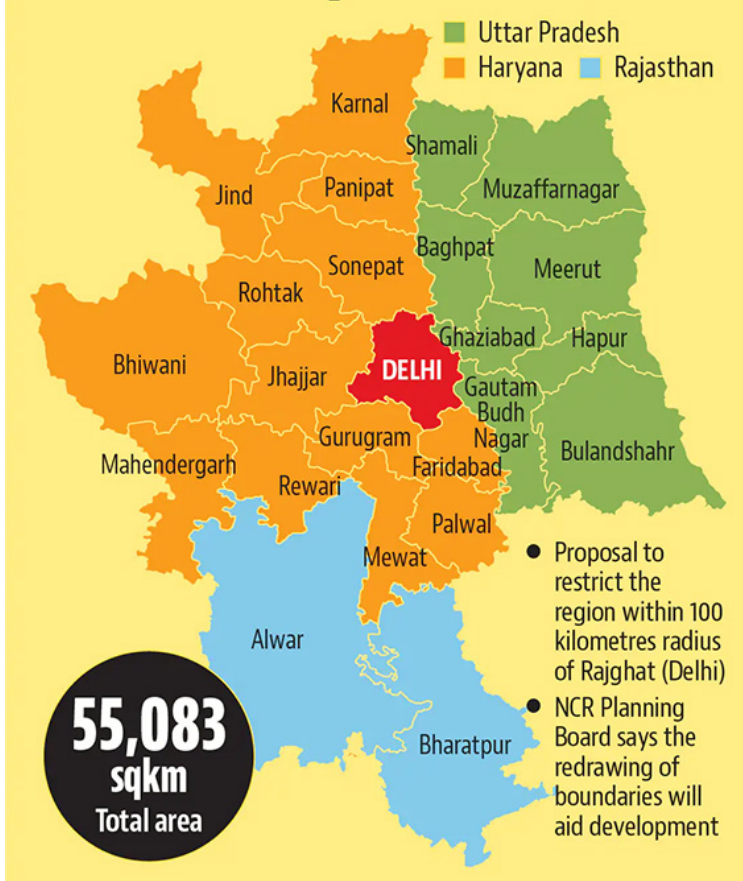 Uttar Pradesh
Haryana Rajasthan
Karnal
Shamali
Jind
Panipat
Muzaffarnagar
Baghpat
Sonepat
Meerut
Rohtak
Ghaziabad
Hapur
Bhiwani
Jhajjar
DELHI
Gautam
Budh
Nagar
Gurugram
Bulandshahr
Mahendergarh
Faridabad
Rewari
Palwal
Mewat
Alwar
Bharatpur
● Proposal to
restrict the
region within 100
kilometres radius
of Rajghat (Delhi)
● NCR Planning
Board says the
redrawing of
boundaries will
aid development
55,083
sqkm
Total area